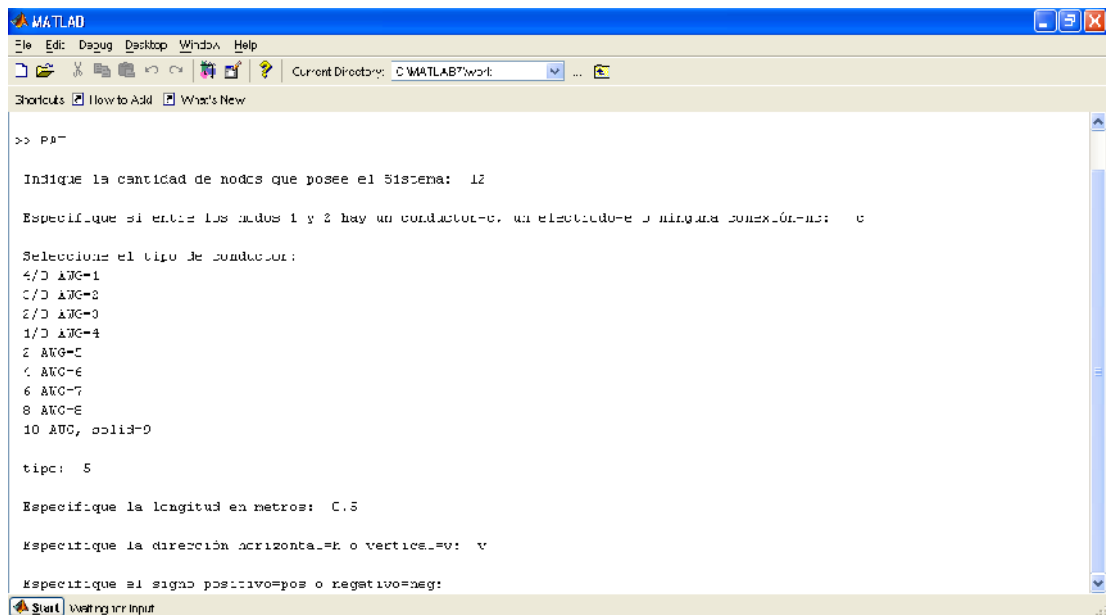 MATLAB
File Edit Debug Desktop Window Help
Current Directory: C:\MATLAB7\work
Shortcuts How to Add What's New
>>
Indique la cantidad de nodos que posee el Sistema: 12
Especifique si entre los nodos 1 y 2 hay un conductor=c, un electrodo=e o ninguna conexión=nc: c
Seleccione el tipo de conductor:
4/0 AWG=1
3/0 AWG=2
2/0 AWG=3
1/0 AWG=4
2 AWG=5
4 AWG=6
6 AWG=7
8 AWG=8
10 AWG, solid=9
tipo: 5
Especifique la longitud en metros: 0.5
Especifique la dirección horizontal=h o vertical=v: v
Especifique el signo positivo=pos o negativo=neg:
Start Waiting for input